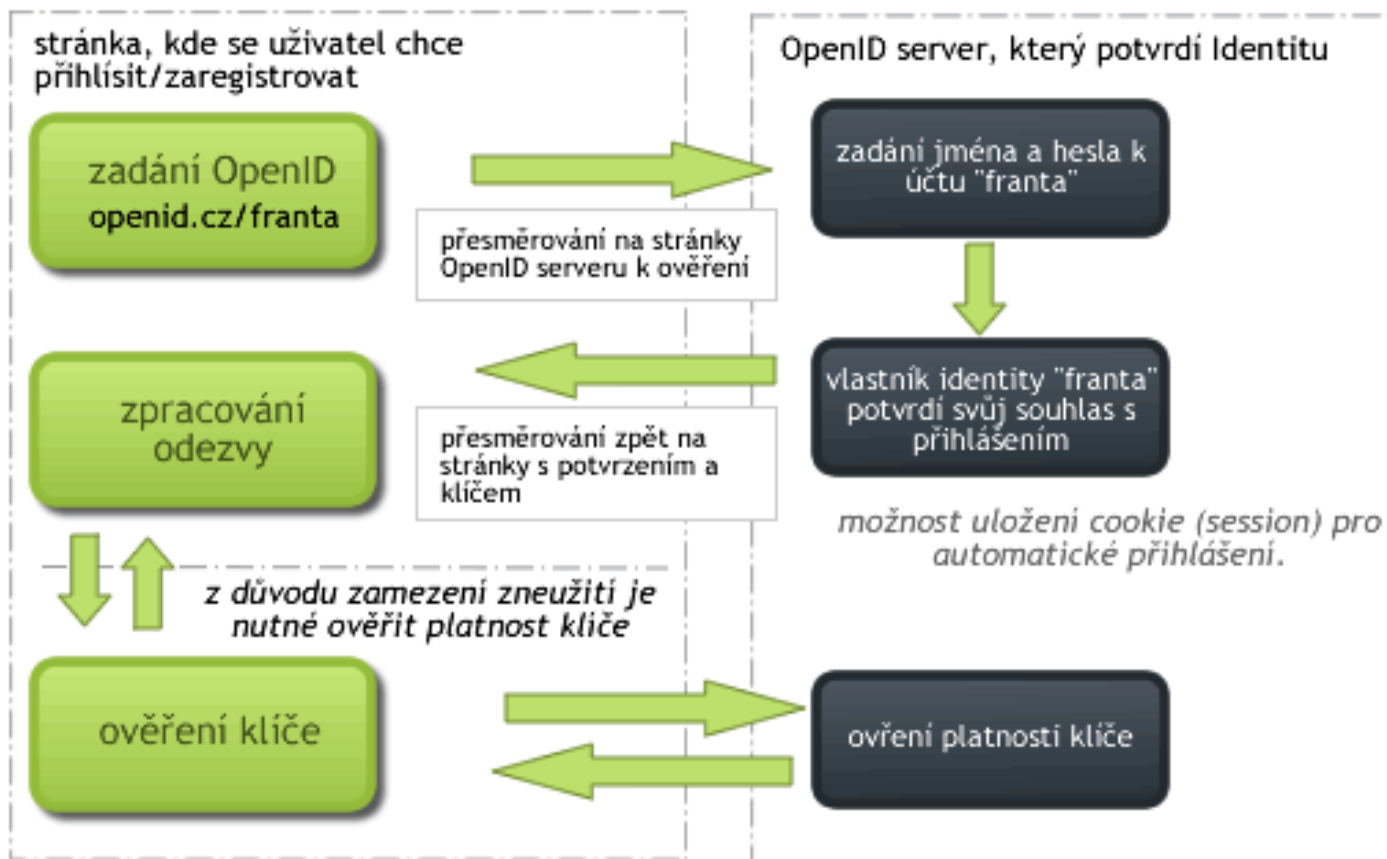 stránka, kde se uživatel chce
přihlísit/zaregistrovat
OpenID server, který potvrdí Identitu
zadání OpenID
openid.cz/franta
zadání jména a hesla k
účtu "franta"
přesměrování na stránky
OpenID serveru k ověření
vlastník identity "franta"
potvrdí svůj souhlas s
přihlášením
zpracování
odezvy
přesměrování zpět na
stránky s potvrzením a
klíčem
možnost uložení cookie (session) pro
automatické přihlášení.
z důvodu zamezení zneužití je
nutné ověřit platnost kliče
ověření klíče
ovření platnosti klíče